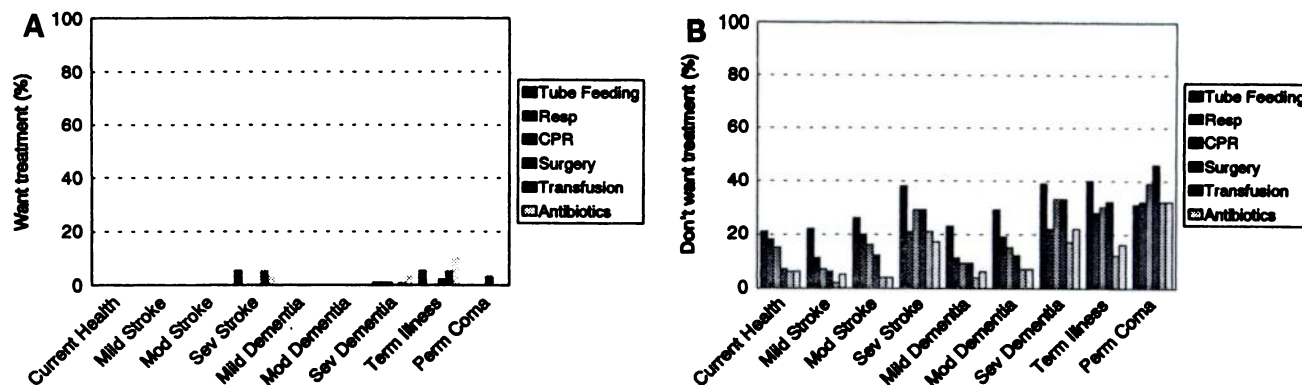 A
Want treatment (%)
100
80
60
40
20
0
Current Health
Mild Stroke
Mod Stroke
Sev Stroke
Mild Dementia
Mod Dementia
Sev Dementia
Term Illness
Perm Coma
Tube Feeding
Resp
CPR
Surgery
Transfusion
Antibiotics
B
Don't want treatment (%)
100
80
60
40
20
0
Current Health
Mild Stroke
Mod Stroke
Sev Stroke
Mild Dementia
Mod Dementia
Sev Dementia
Term Illness
Perm Coma
Tube Feeding
Resp
CPR
Surgery
Transfusion
Antibiotics